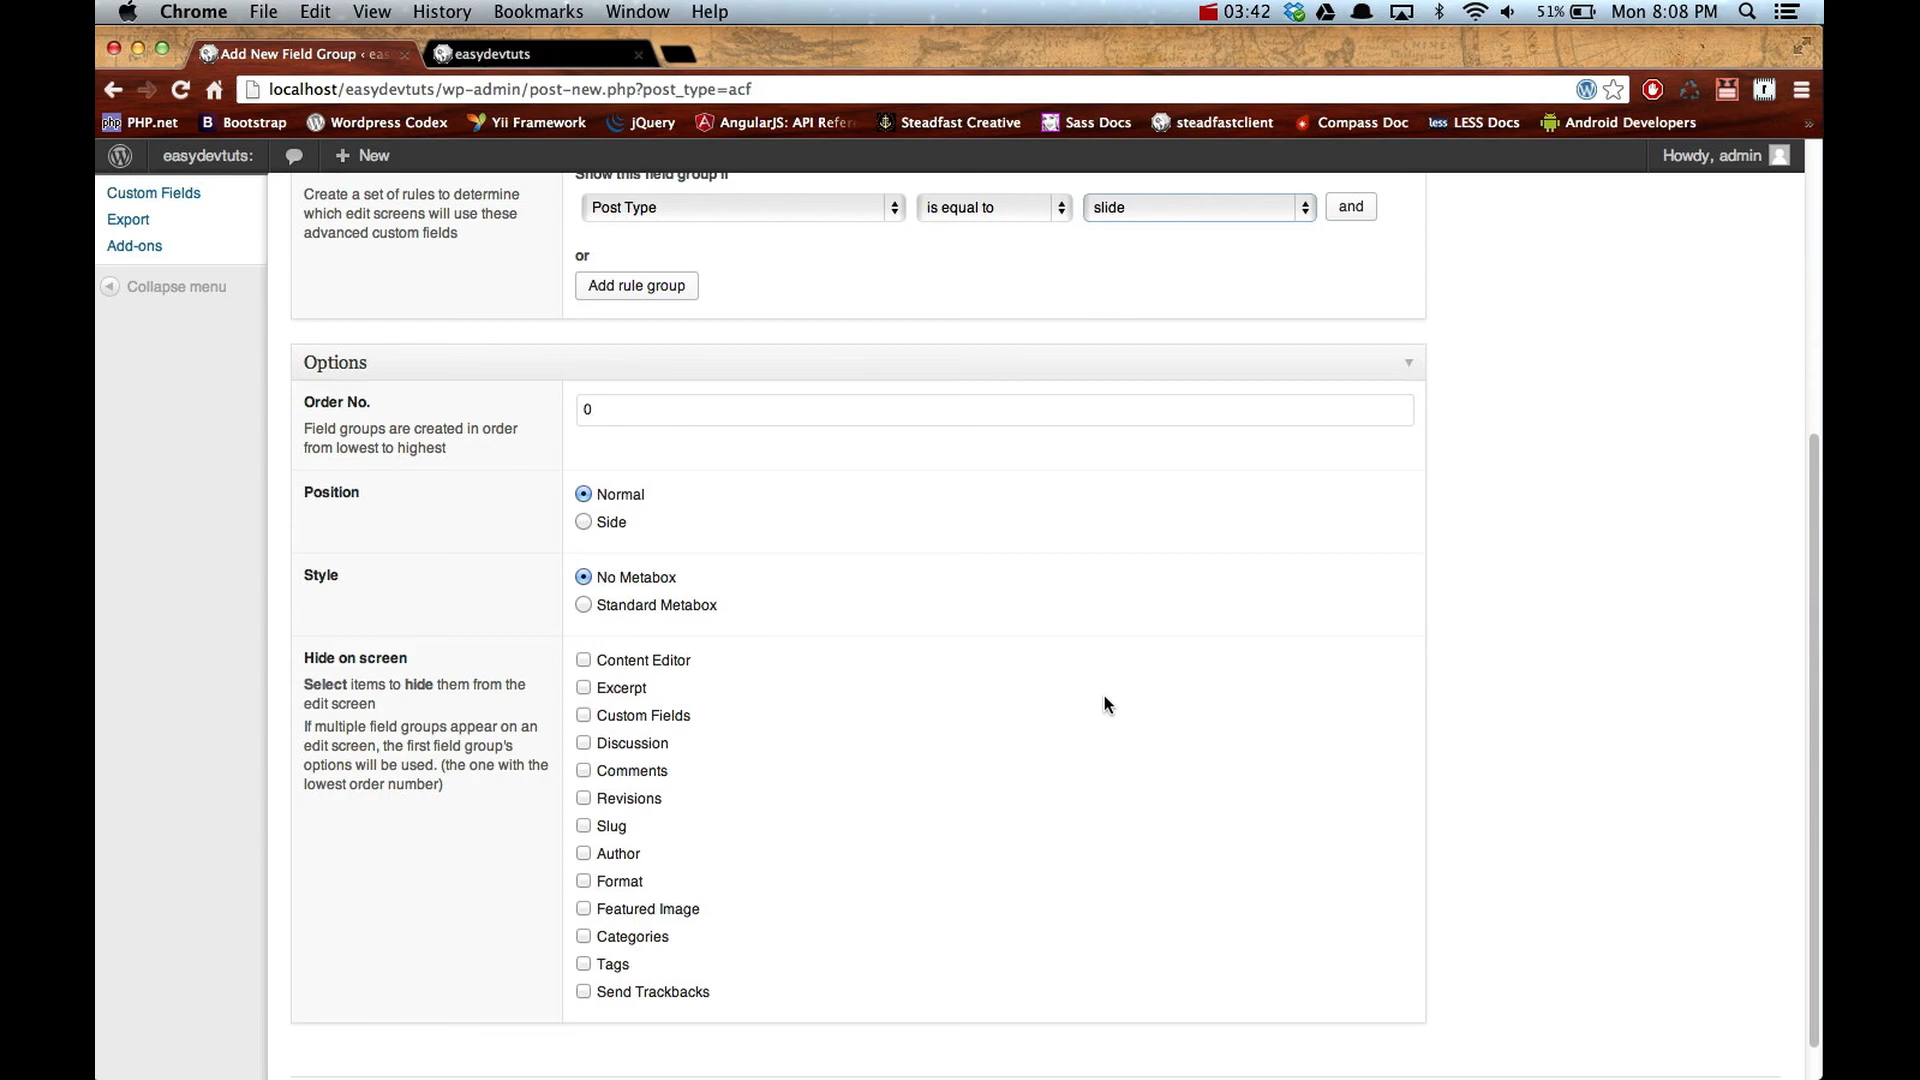 Chrome File Edit View History Bookmarks Window Help 03:42 51% Mon 8:08 PM
Add New Field Group ‹ eas easydevtuts
localhost/easydevtuts/wp-admin/post-new.php?post_type=acf
php PHP.net B Bootstrap Wordpress Codex Yii Framework jQuery AngularJS: API Refer Steadfast Creative Sass Docs steadfastclient Compass Doc less LESS Docs Android Developers »
easydevtuts: + New Howdy, admin
Custom Fields
Export
Add-ons
Collapse menu
Show this field group if
Create a set of rules to determine
which edit screens will use these
advanced custom fields
Post Type is equal to slide and
or
Add rule group
Options
Order No.
Field groups are created in order
from lowest to highest
0
Position
Normal
Side
Style
No Metabox
Standard Metabox
Hide on screen
Select items to hide them from the
edit screen
If multiple field groups appear on an
edit screen, the first field group's
options will be used. (the one with the
lowest order number)
Content Editor
Excerpt
Custom Fields
Discussion
Comments
Revisions
Slug
Author
Format
Featured Image
Categories
Tags
Send Trackbacks